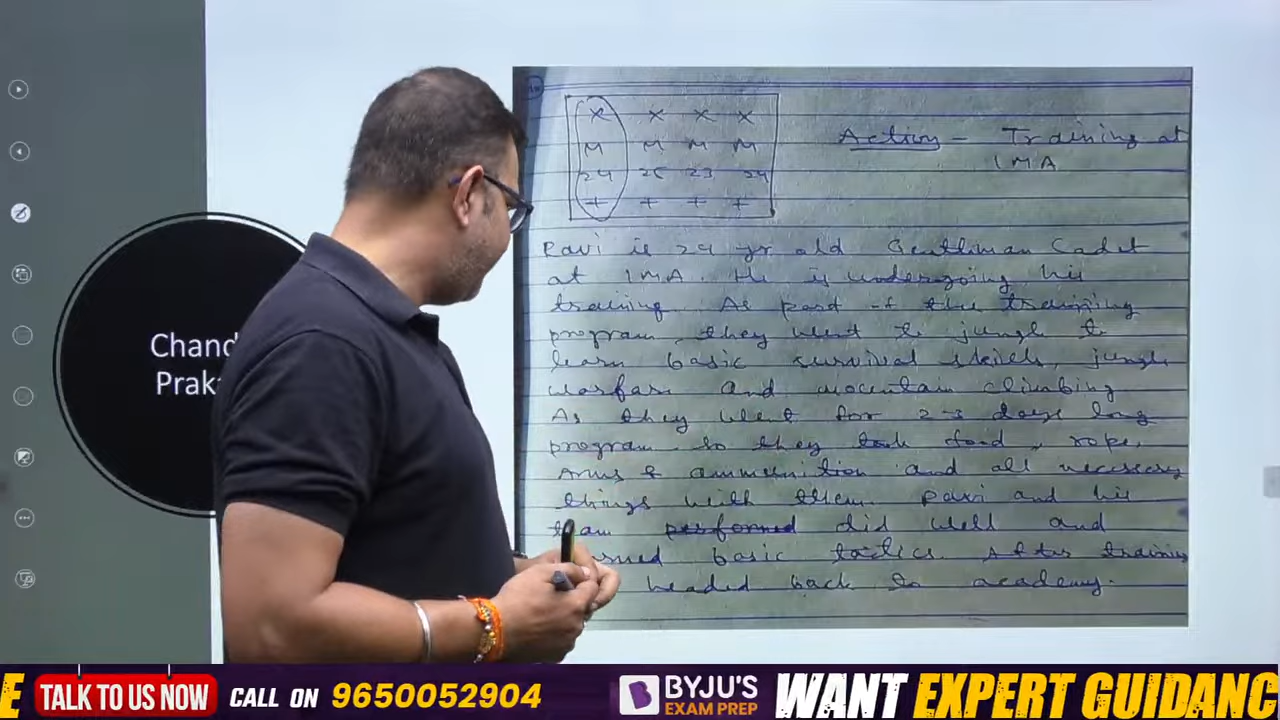 Chand
Praka
X X X X
M M M M
24 25 23 24
+ + + +
Action - Training at
IMA
Ravi is 24 yr old Gentleman Cadet
at IMA. He is undergoing his
training. As part of the training
program, they went to jungle to
learn basic survival skills, jungle
warfare and mountain climbing
As they went for 2-3 days long
program so they took food, rope,
Arms & ammunition and all necessary
things with them. Ravi and his
team performed did well and
rned basic tactics. After training
headed back to academy.
E TALK TO US NOW CALL ON 9650052904 BYJU'S EXAM PREP WANT EXPERT GUIDANC